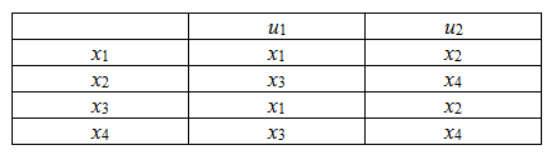 u1 u2
x1 x1 x2
x2 x3 x4
x3 x1 x2
x4 x3 x4